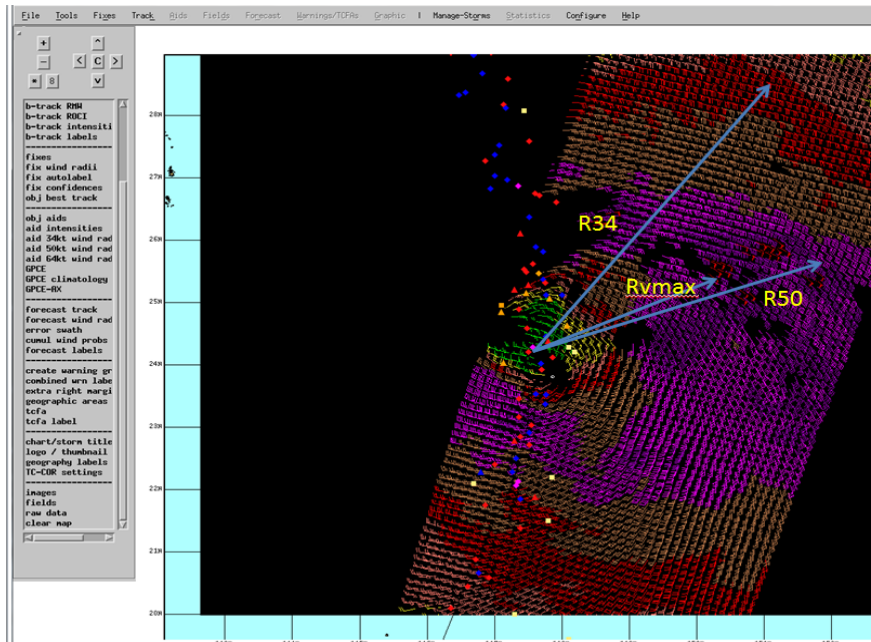 File Tools Fixes Track Aids Fields Forecast Warnings/TCFAs Graphic | Manage-Storms Statistics Configure Help
+ ^
− < C > 
v
b-track RMW
b-track ROCI
b-track intensiti
b-track labels
fixes
fix wind radii
fix autolabel
fix confidences
obj best track
obj aids
aid intensities
aid 34kt wind rad
aid 50kt wind rad
aid 64kt wind rad
GPCE
GPCE climatology
GPCE-AX
forecast track
forecast wind rad
error swath
cumul wind probs
forecast labels
create warning gr
combined wrn labe
extra right margi
geographic areas
tcfa
tcfa label
chart/storm title
logo / thumbnail
geography labels
TC-COR settings
images
fields
raw data
clear map
28N
27N
26N
25N
24N
23N
22N
21N
20N
R34
Rvmax
R50